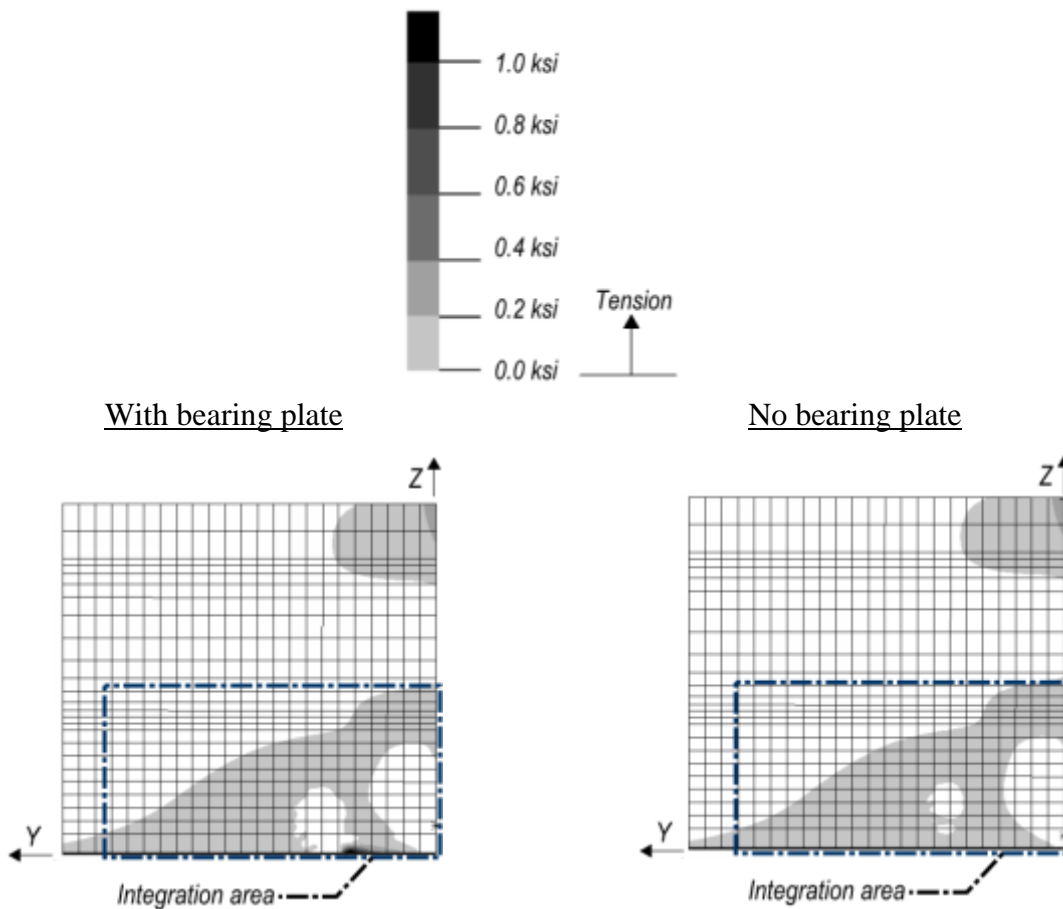 1.0 ksi
0.8 ksi
0.6 ksi
0.4 ksi
0.2 ksi
0.0 ksi
Tension
With bearing plate
No bearing plate
Z
Z
Y
Y
Integration area
Integration area